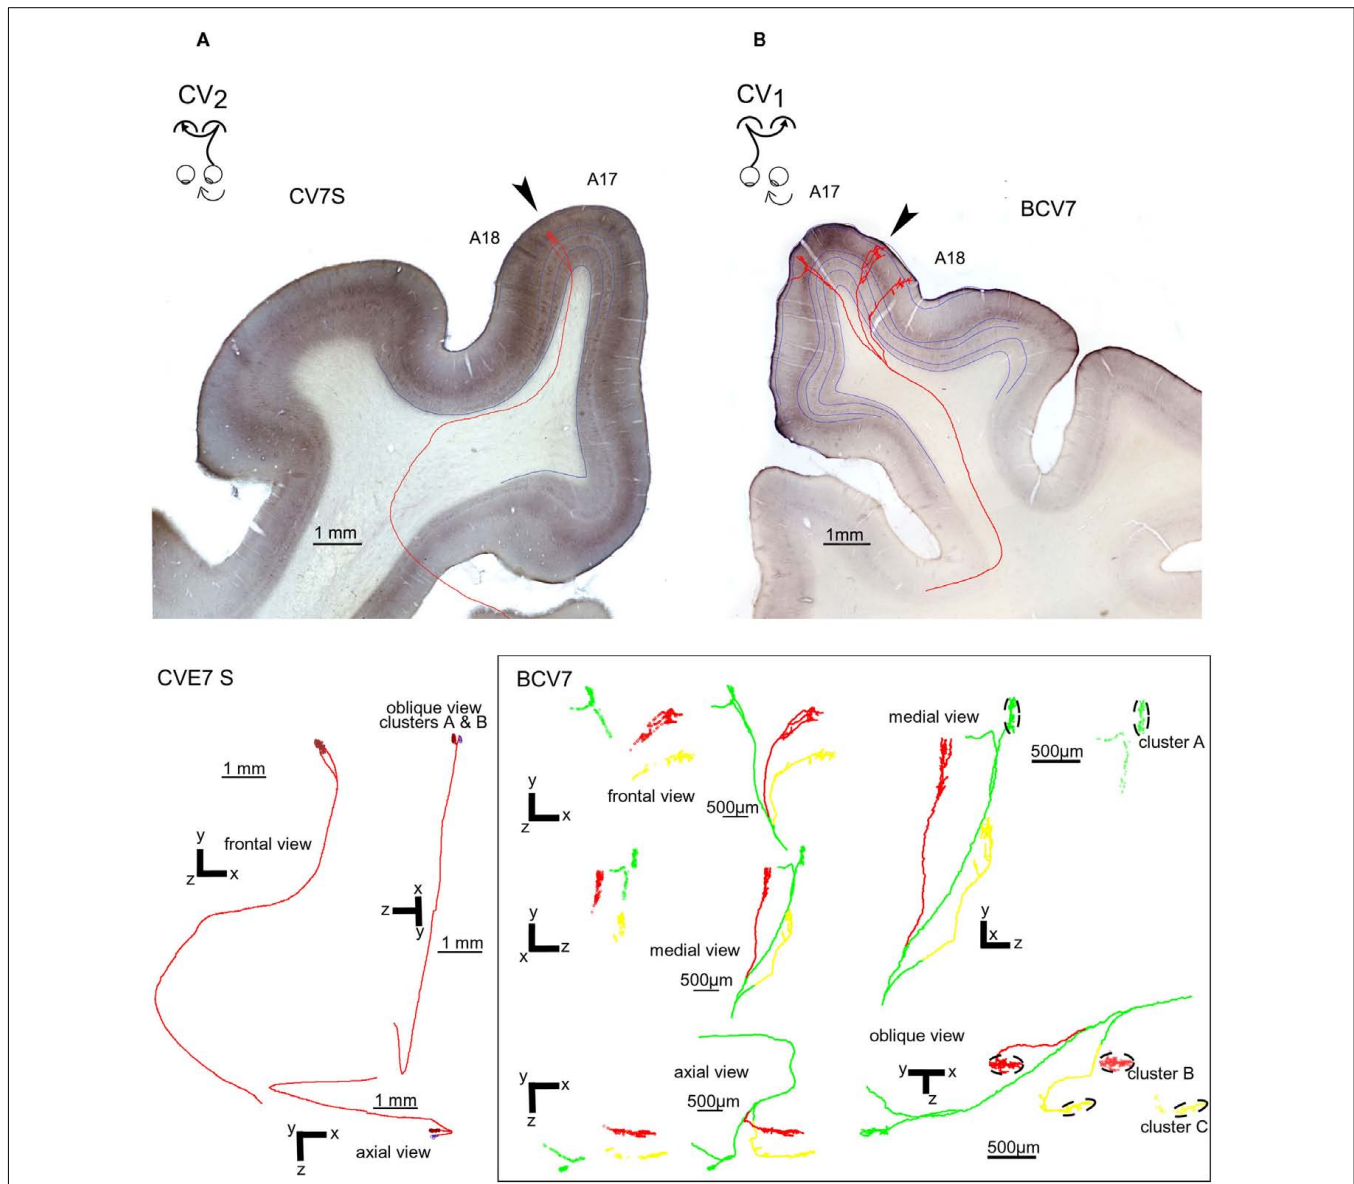 A
B
CV2
CV1
CV7S
A17
A18
A17
BCV7
A18
1 mm
1mm
CVE7 S
oblique view
clusters A & B
1 mm
y
frontal view
z
x
x
z
y
1 mm
1 mm
y
x
z
axial view
BCV7
y
z
x
frontal view
500µm
medial view
500µm
cluster A
y
x
z
medial view
500µm
y
x
z
axial view
x
z
500µm
oblique view
y
x
z
cluster B
cluster C
500µm